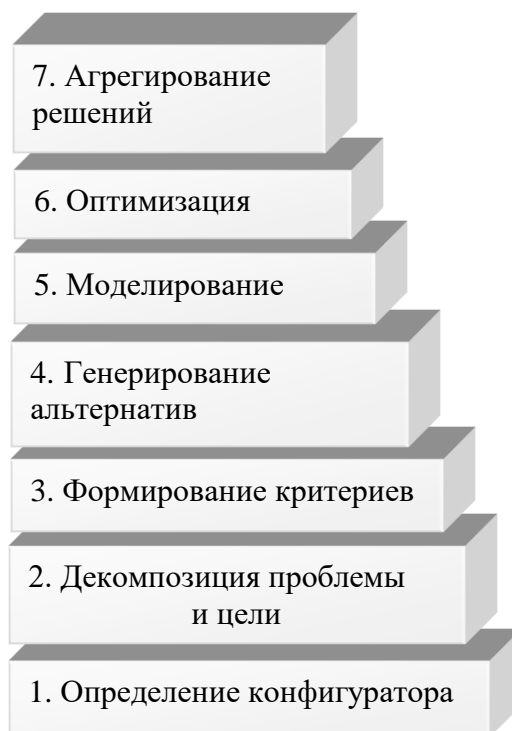 7. Агрегирование
решений
6. Оптимизация
5. Моделирование
4. Генерирование
альтернатив
3. Формирование критериев
2. Декомпозиция проблемы
и цели
1. Определение конфигуратора